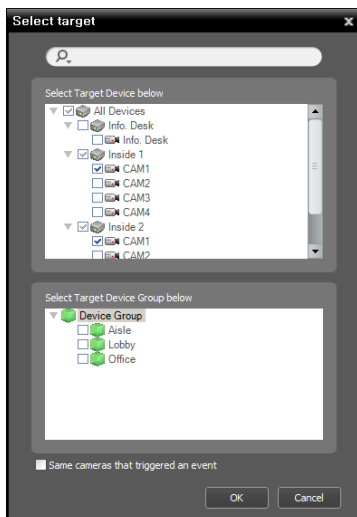 Select target
x
Select Target Device below
All Devices
Info. Desk
Info. Desk
Inside 1
CAM1
CAM2
CAM3
CAM4
Inside 2
CAM1
CAM2
Select Target Device Group below
Device Group
Aisle
Lobby
Office
Same cameras that triggered an event
OK Cancel